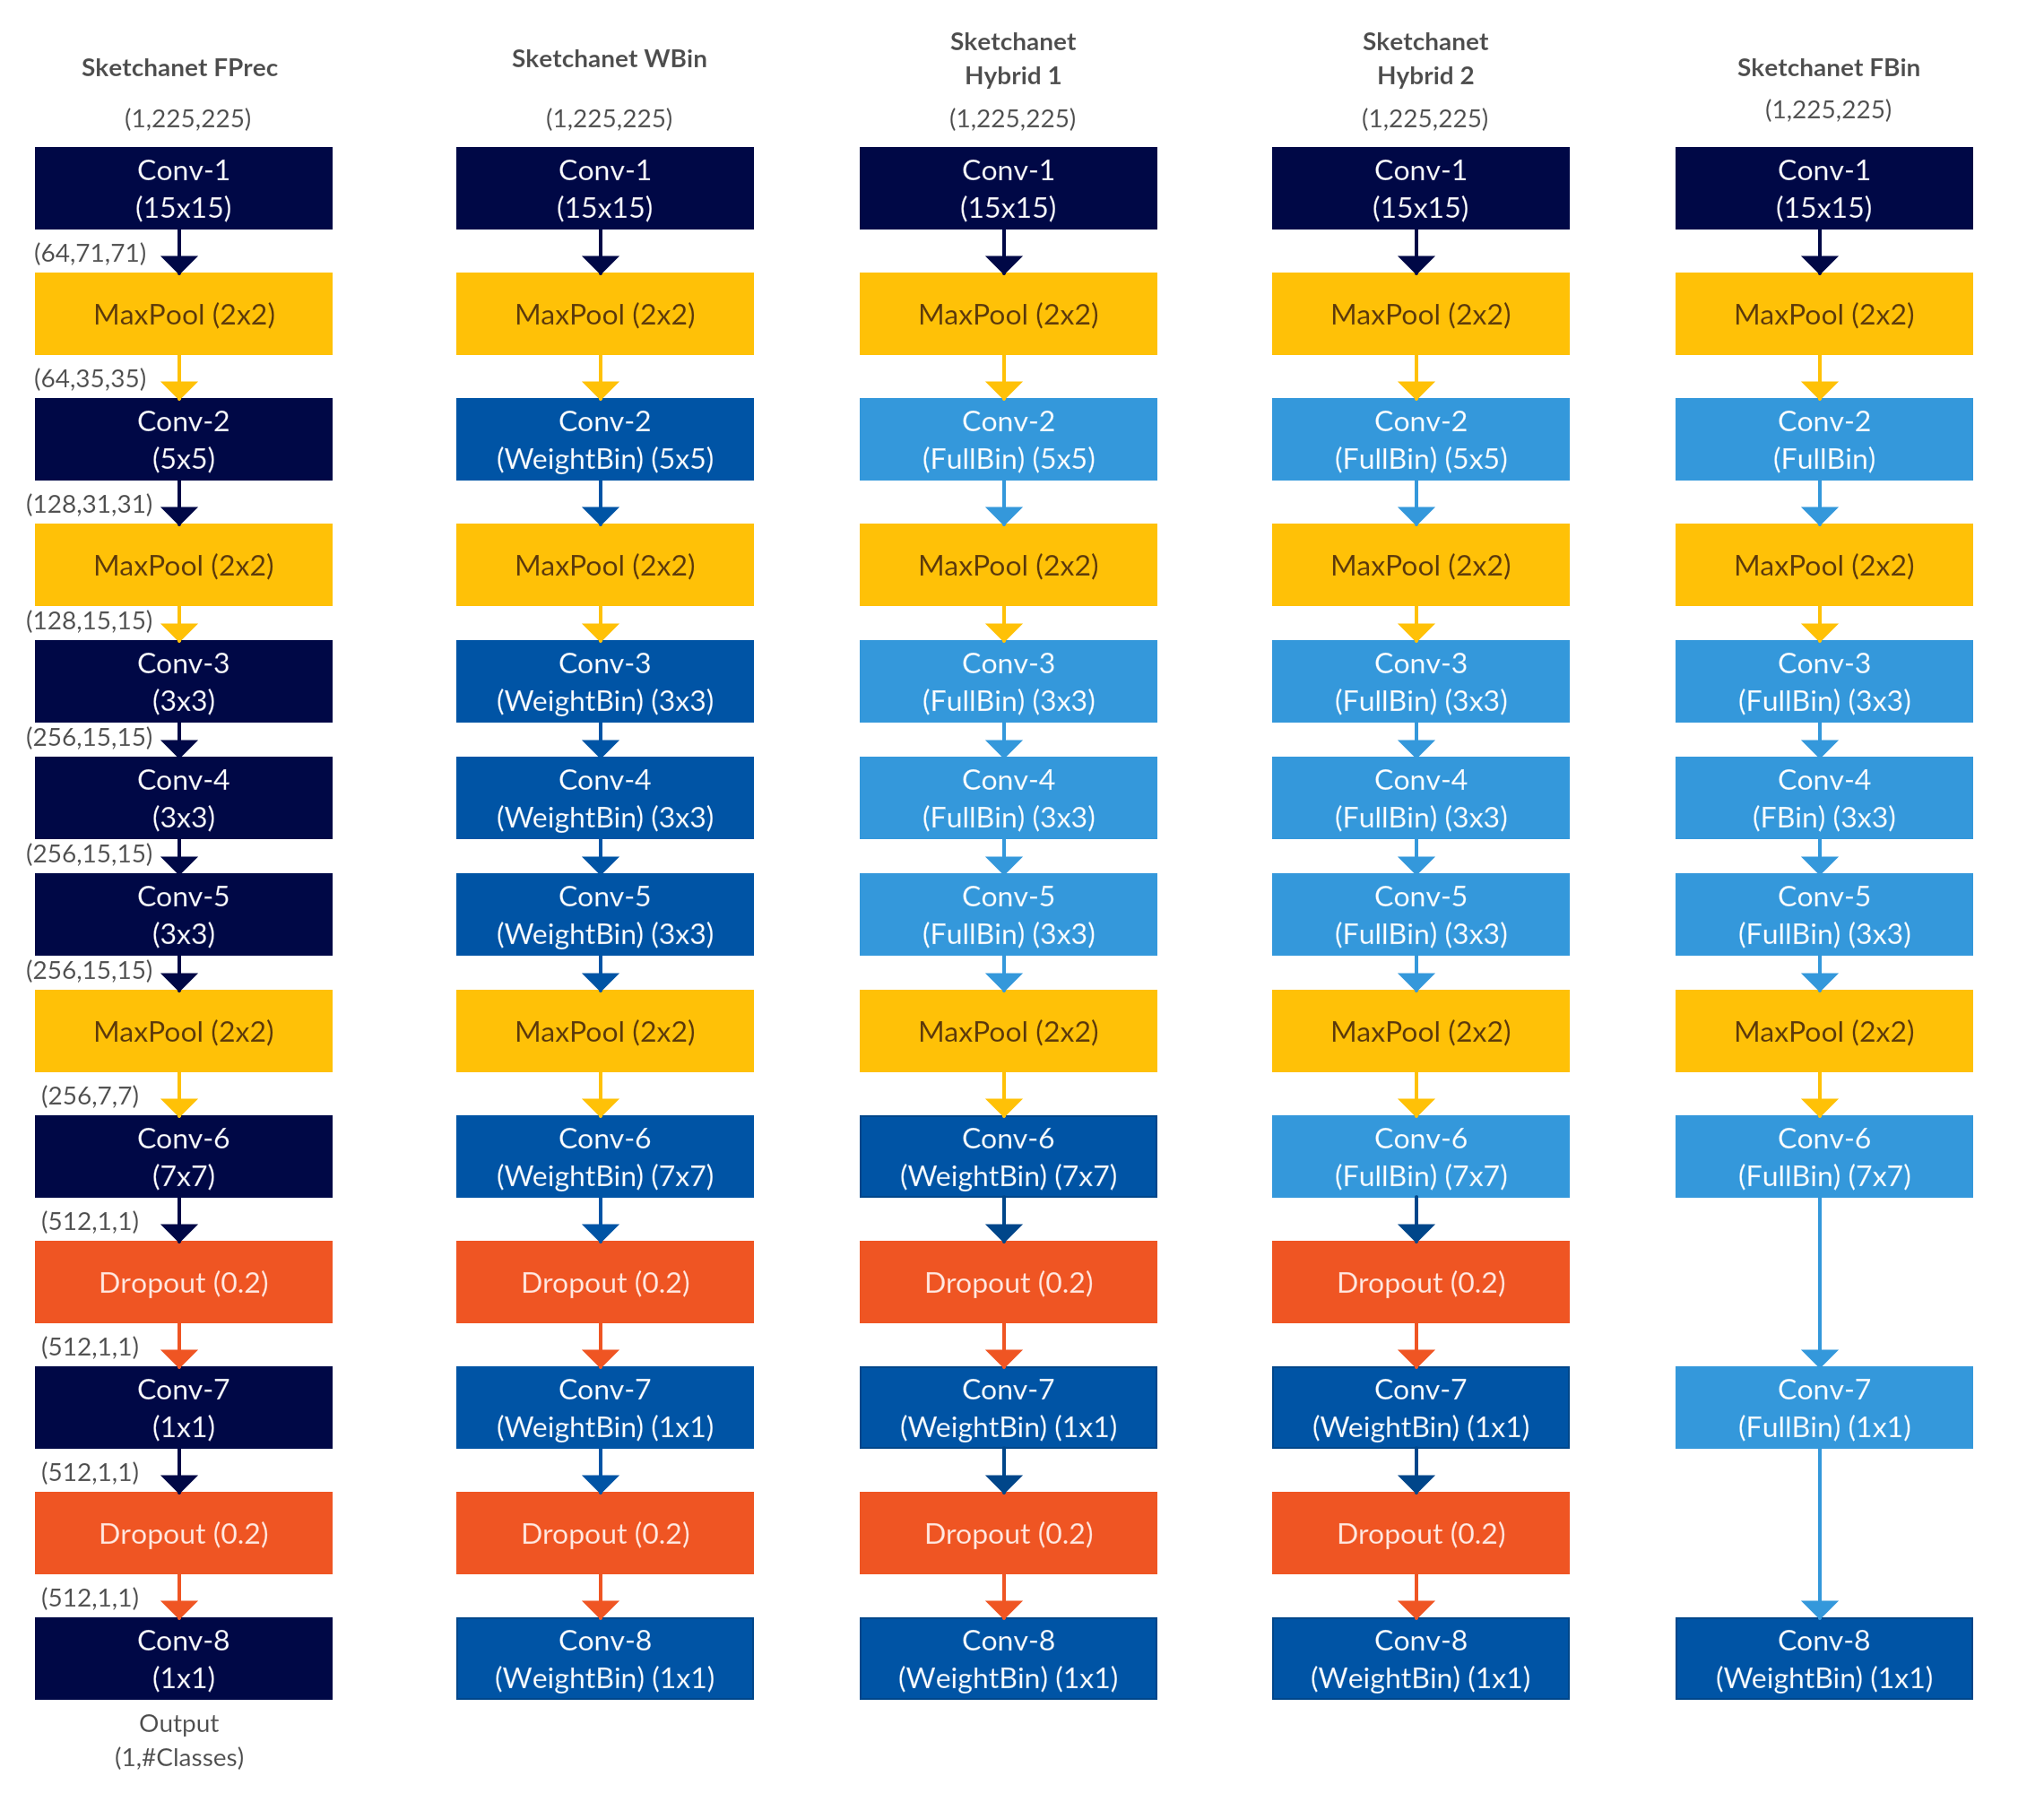 Sketchanet FPrec
(1,225,225)
Conv-1
(15x15)
(64,71,71)
MaxPool (2x2)
(64,35,35)
Conv-2
(5x5)
(128,31,31)
MaxPool (2x2)
(128,15,15)
Conv-3
(3x3)
(256,15,15)
Conv-4
(3x3)
(256,15,15)
Conv-5
(3x3)
(256,15,15)
MaxPool (2x2)
(256,7,7)
Conv-6
(7x7)
(512,1,1)
Dropout (0.2)
(512,1,1)
Conv-7
(1x1)
(512,1,1)
Dropout (0.2)
(512,1,1)
Conv-8
(1x1)
Output
(1,#Classes)
Sketchanet WBin
(1,225,225)
Conv-1
(15x15)
MaxPool (2x2)
Conv-2
(WeightBin) (5x5)
MaxPool (2x2)
Conv-3
(WeightBin) (3x3)
Conv-4
(WeightBin) (3x3)
Conv-5
(WeightBin) (3x3)
MaxPool (2x2)
Conv-6
(WeightBin) (7x7)
Dropout (0.2)
Conv-7
(WeightBin) (1x1)
Dropout (0.2)
Conv-8
(WeightBin) (1x1)
Sketchanet
Hybrid 1
(1,225,225)
Conv-1
(15x15)
MaxPool (2x2)
Conv-2
(FullBin) (5x5)
MaxPool (2x2)
Conv-3
(FullBin) (3x3)
Conv-4
(FullBin) (3x3)
Conv-5
(FullBin) (3x3)
MaxPool (2x2)
Conv-6
(WeightBin) (7x7)
Dropout (0.2)
Conv-7
(WeightBin) (1x1)
Dropout (0.2)
Conv-8
(WeightBin) (1x1)
Sketchanet
Hybrid 2
(1,225,225)
Conv-1
(15x15)
MaxPool (2x2)
Conv-2
(FullBin) (5x5)
MaxPool (2x2)
Conv-3
(FullBin) (3x3)
Conv-4
(FullBin) (3x3)
Conv-5
(FullBin) (3x3)
MaxPool (2x2)
Conv-6
(FullBin) (7x7)
Dropout (0.2)
Conv-7
(WeightBin) (1x1)
Dropout (0.2)
Conv-8
(WeightBin) (1x1)
Sketchanet FBin
(1,225,225)
Conv-1
(15x15)
MaxPool (2x2)
Conv-2
(FullBin)
MaxPool (2x2)
Conv-3
(FullBin) (3x3)
Conv-4
(FBin) (3x3)
Conv-5
(FullBin) (3x3)
MaxPool (2x2)
Conv-6
(FullBin) (7x7)
Conv-7
(FullBin) (1x1)
Conv-8
(WeightBin) (1x1)